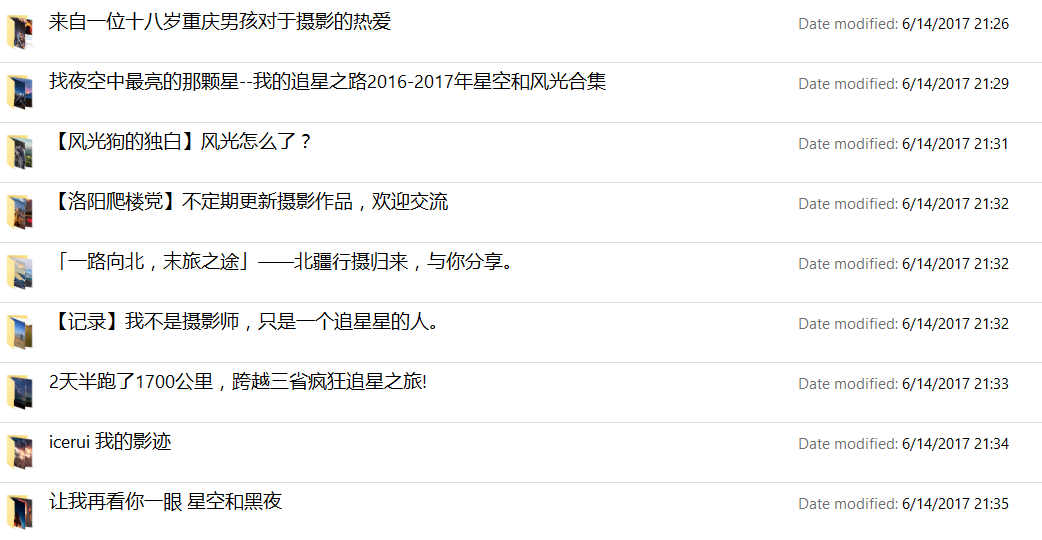 来自一位十八岁重庆男孩对于摄影的热爱 Date modified: 6/14/2017 21:26
找夜空中最亮的那颗星--我的追星之路2016-2017年星空和风光合集 Date modified: 6/14/2017 21:29
【风光狗的独白】风光怎么了？ Date modified: 6/14/2017 21:31
【洛阳爬楼党】不定期更新摄影作品，欢迎交流 Date modified: 6/14/2017 21:32
「一路向北，末旅之途」——北疆行摄归来，与你分享。 Date modified: 6/14/2017 21:32
【记录】我不是摄影师，只是一个追星星的人。 Date modified: 6/14/2017 21:32
2天半跑了1700公里，跨越三省疯狂追星之旅! Date modified: 6/14/2017 21:33
icerui 我的影迹 Date modified: 6/14/2017 21:34
让我再看你一眼 星空和黑夜 Date modified: 6/14/2017 21:35